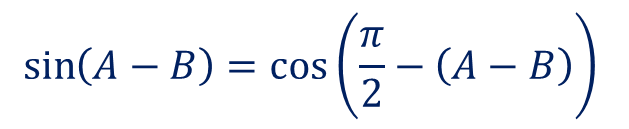 sin(A − B) = cos(π/2 − (A − B))